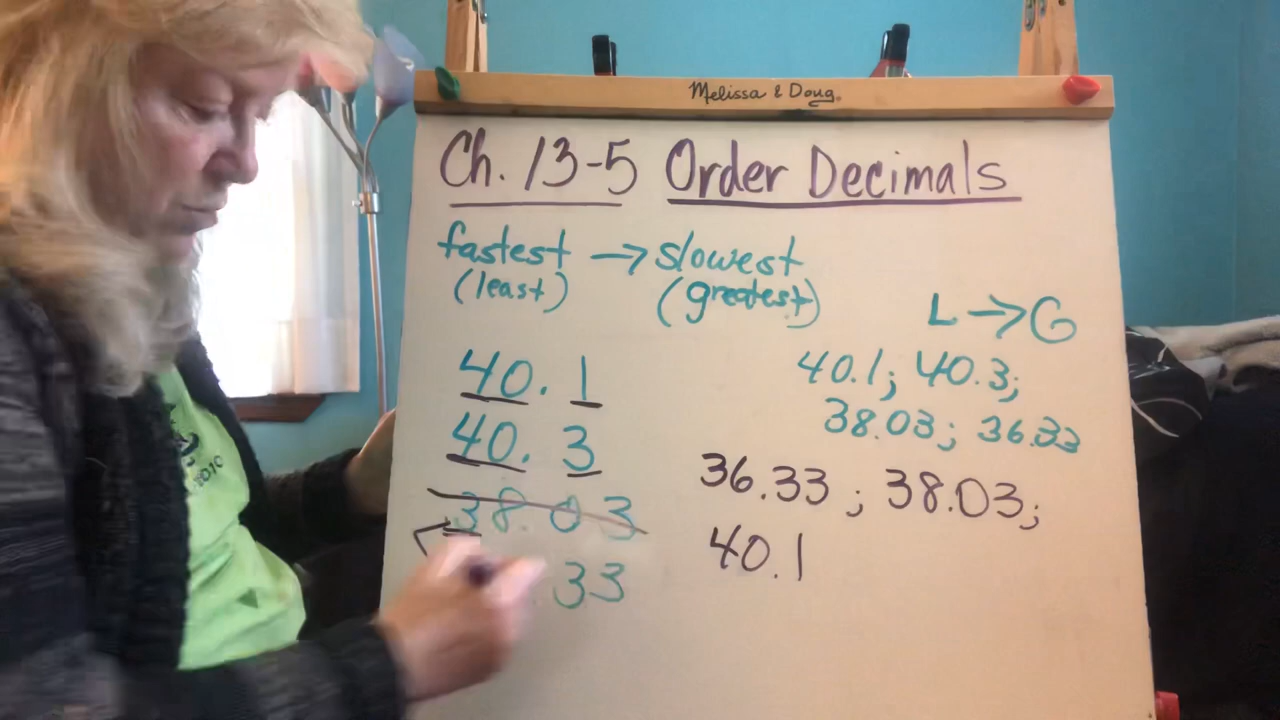 Melissa & Doug
Ch. 13-5 Order Decimals
fastest → slowest
(least) (greatest)
L → G
40.1; 40.3;
38.03; 36.33
40.1
40.3
38.03
33
36.33; 38.03;
40.1